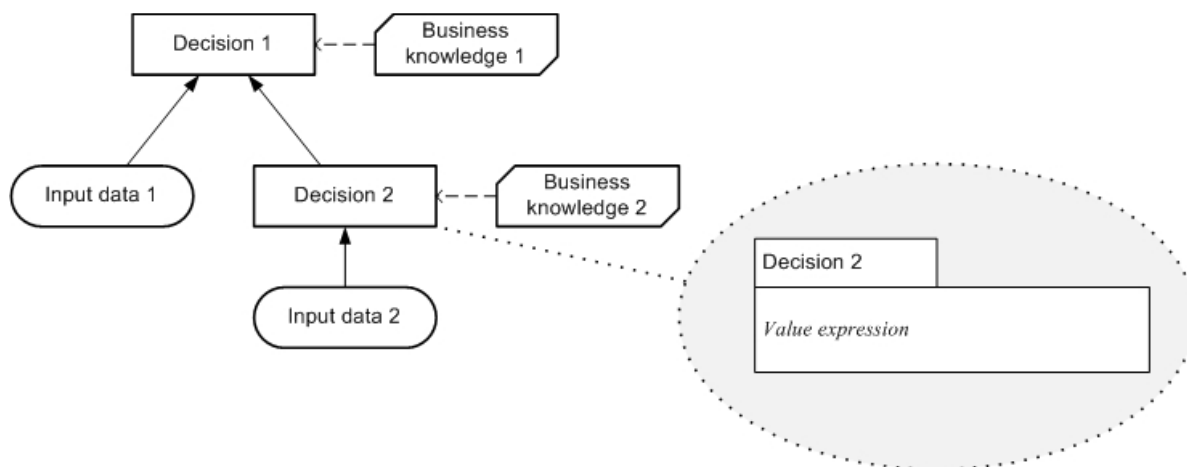 Decision 1
Business
knowledge 1
Input data 1
Decision 2
Business
knowledge 2
Input data 2
Decision 2
Value expression